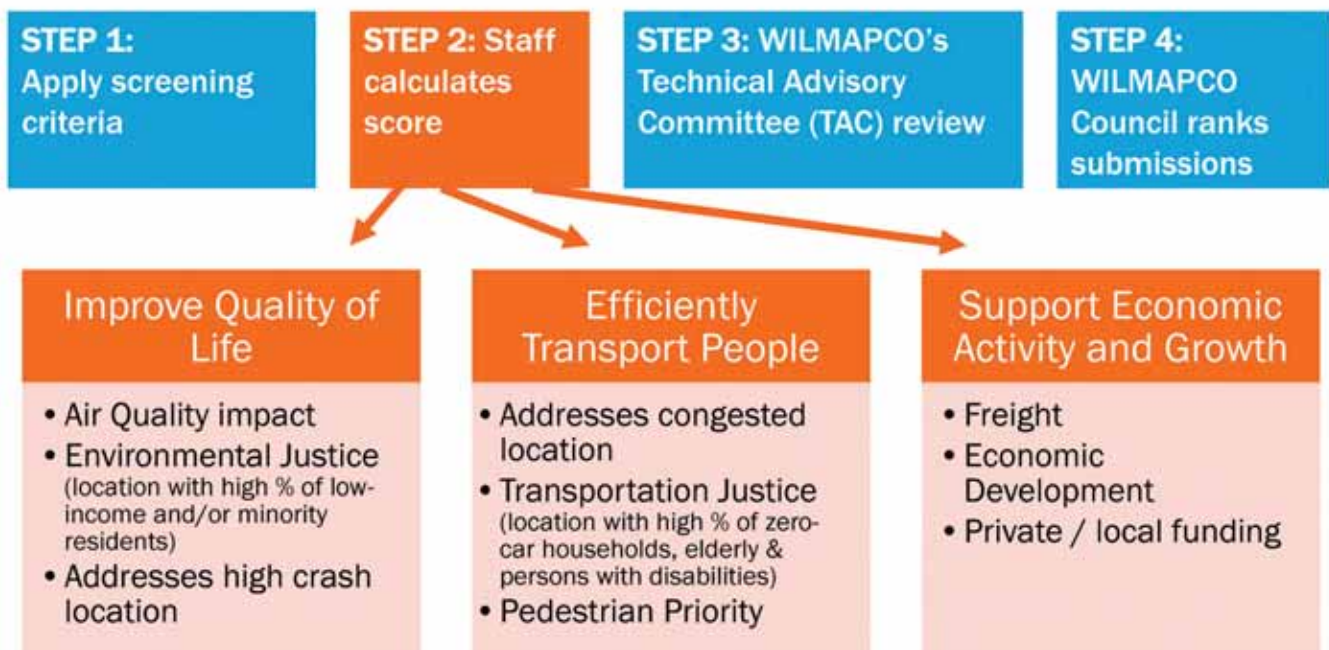 STEP 1:
Apply screening
criteria
STEP 2: Staff
calculates
score
STEP 3: WILMAPCO's
Technical Advisory
Committee (TAC) review
STEP 4:
WILMAPCO
Council ranks
submissions
Improve Quality of
Life
• Air Quality impact
• Environmental Justice
(location with high % of low-
income and/or minority
residents)
• Addresses high crash
location
Efficiently
Transport People
• Addresses congested
location
• Transportation Justice
(location with high % of zero-
car households, elderly &
persons with disabilities)
• Pedestrian Priority
Support Economic
Activity and Growth
• Freight
• Economic
Development
• Private / local funding